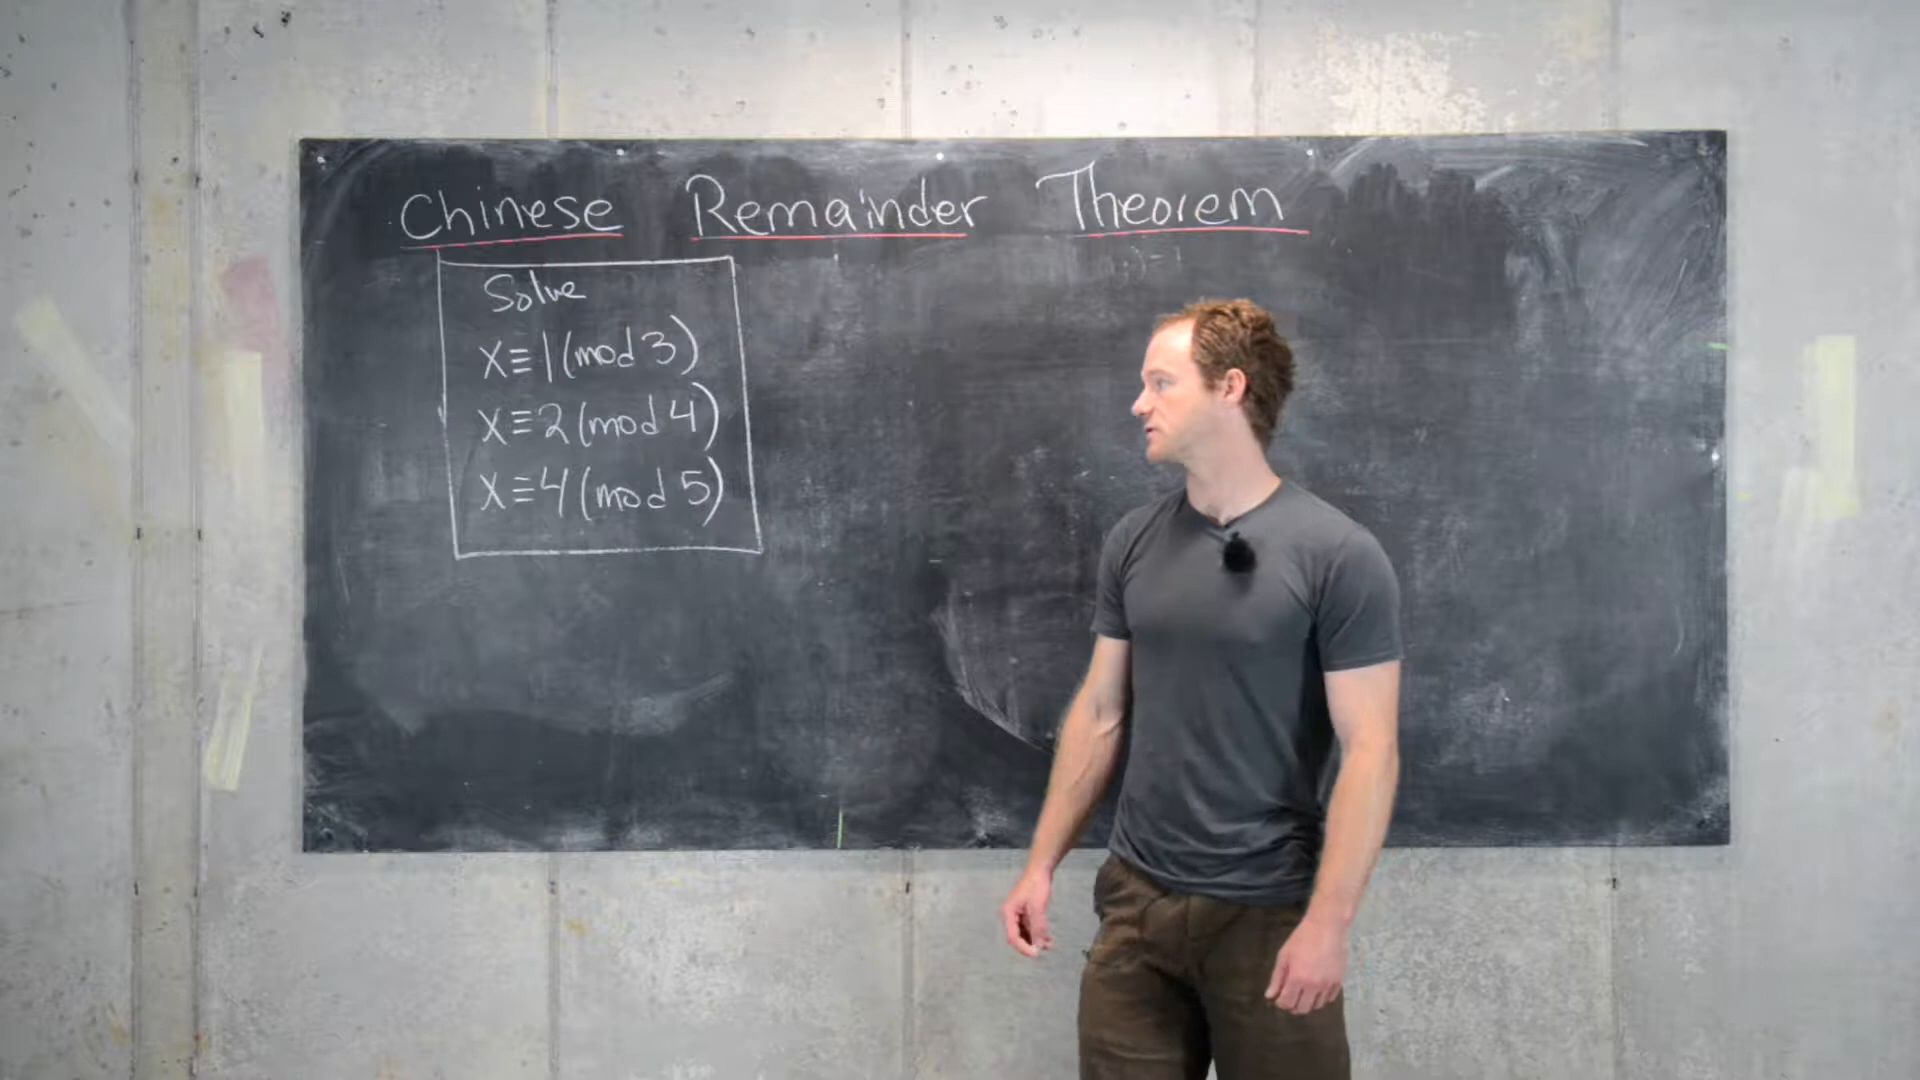 Chinese Remainder Theorem
Solve
X≡1(mod 3)
X≡2(mod 4)
X≡4(mod 5)